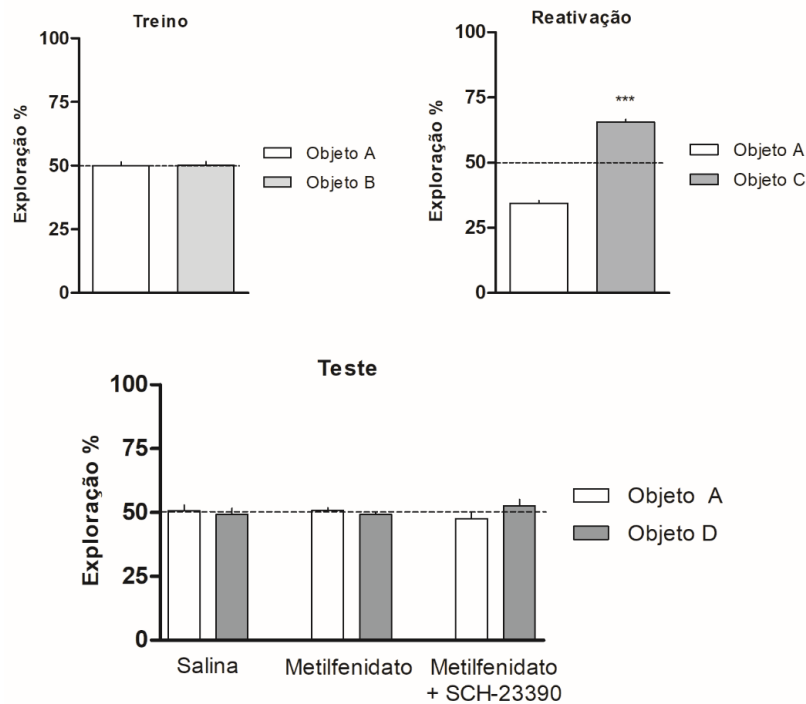 Treino
100
75
50
25
0
Exploração %
Objeto A
Objeto B
Reativação
100
75
50
25
0
Exploração %
***
Objeto A
Objeto C
Teste
100
75
50
25
0
Exploração %
Objeto A
Objeto D
Salina
Metilfenidato
Metilfenidato
+ SCH-23390